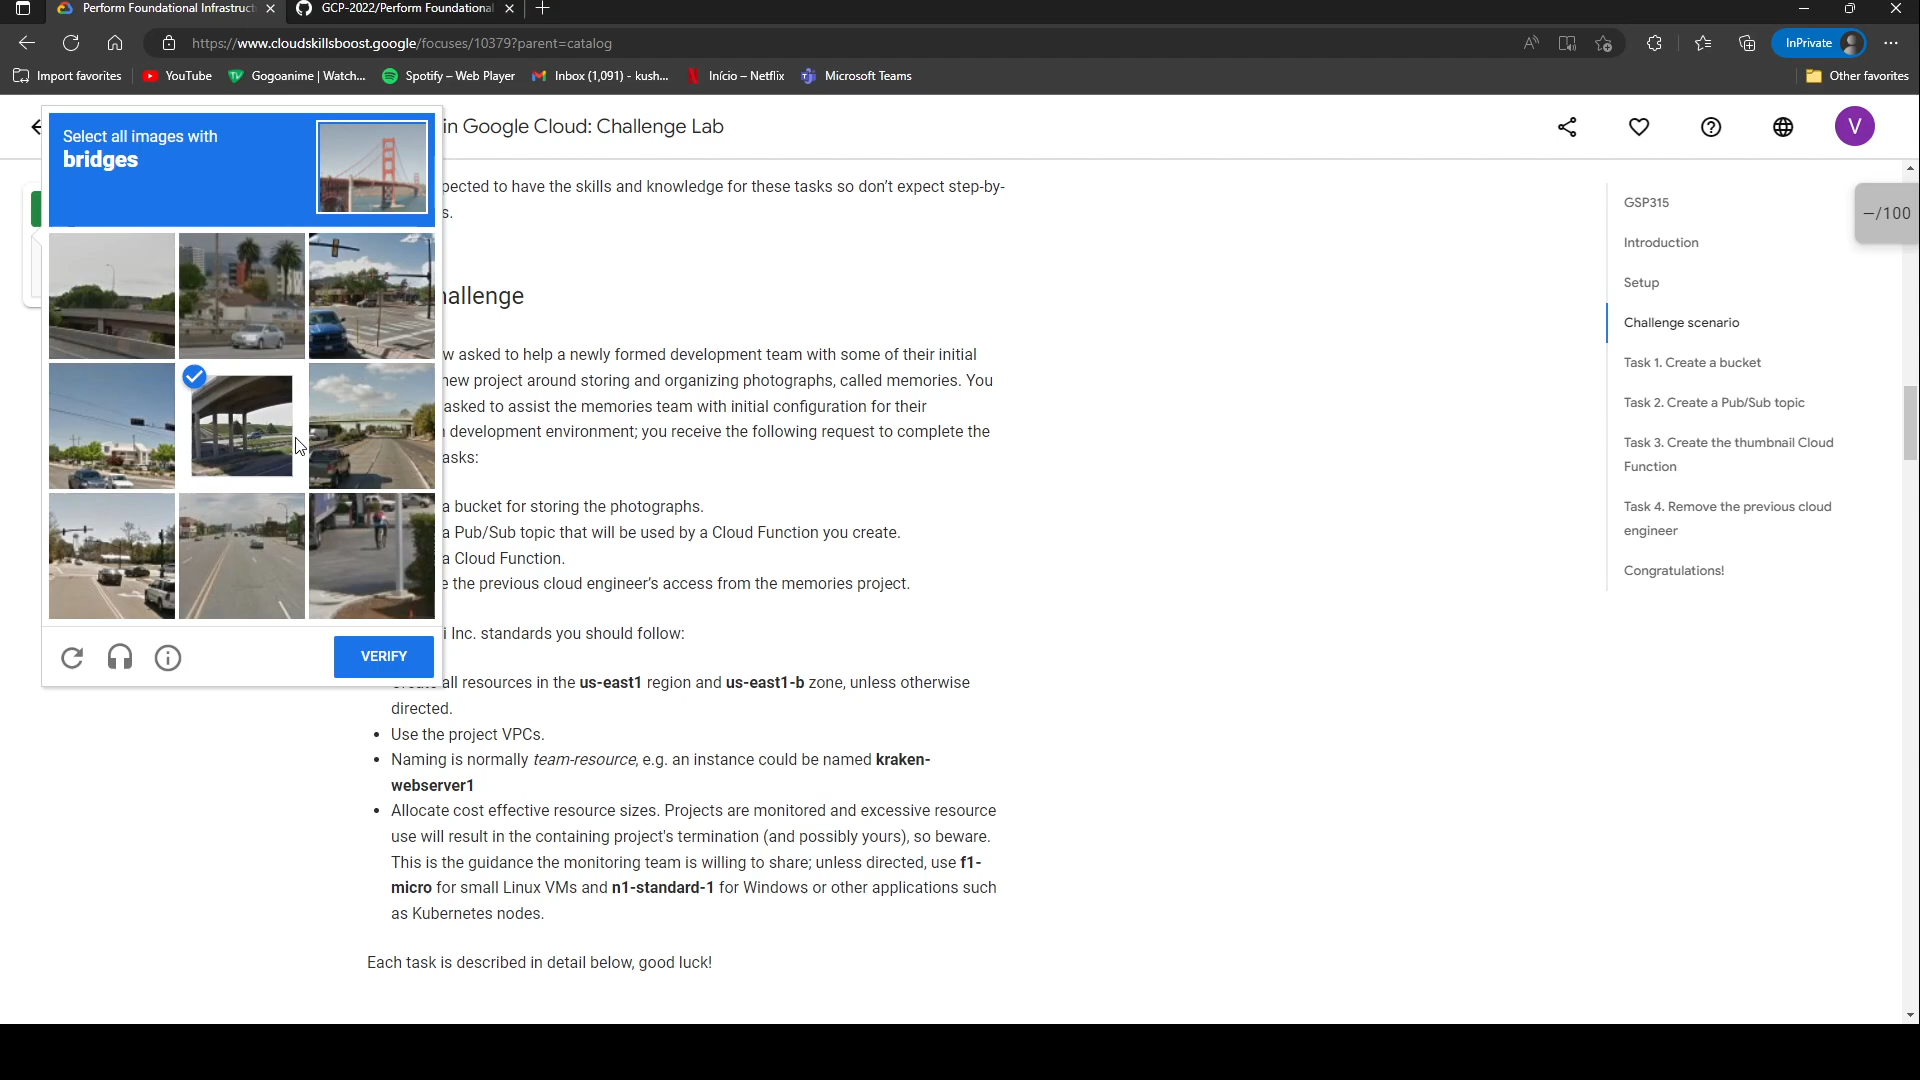 Perform Foundational Infrastruct
GCP-2022/Perform Foundational
https://www.cloudskillsboost.google/focuses/10379?parent=catalog
InPrivate
Import favorites
YouTube
Gogoanime | Watch...
Spotify – Web Player
Inbox (1,091) - kush...
Início – Netflix
Microsoft Teams
Other favorites
in Google Cloud: Challenge Lab
V
Select all images with
bridges
VERIFY
pected to have the skills and knowledge for these tasks so don't expect step-by-
s.
hallenge
w asked to help a newly formed development team with some of their initial
new project around storing and organizing photographs, called memories. You
asked to assist the memories team with initial configuration for their
n development environment; you receive the following request to complete the
asks:
a bucket for storing the photographs.
a Pub/Sub topic that will be used by a Cloud Function you create.
a Cloud Function.
e the previous cloud engineer's access from the memories project.
i Inc. standards you should follow:
Create all resources in the us-east1 region and us-east1-b zone, unless otherwise
directed.
• Use the project VPCs.
• Naming is normally team-resource, e.g. an instance could be named kraken-
webserver1
• Allocate cost effective resource sizes. Projects are monitored and excessive resource
use will result in the containing project's termination (and possibly yours), so beware.
This is the guidance the monitoring team is willing to share; unless directed, use f1-
micro for small Linux VMs and n1-standard-1 for Windows or other applications such
as Kubernetes nodes.
Each task is described in detail below, good luck!
GSP315
Introduction
Setup
Challenge scenario
Task 1. Create a bucket
Task 2. Create a Pub/Sub topic
Task 3. Create the thumbnail Cloud
Function
Task 4. Remove the previous cloud
engineer
Congratulations!
–/100